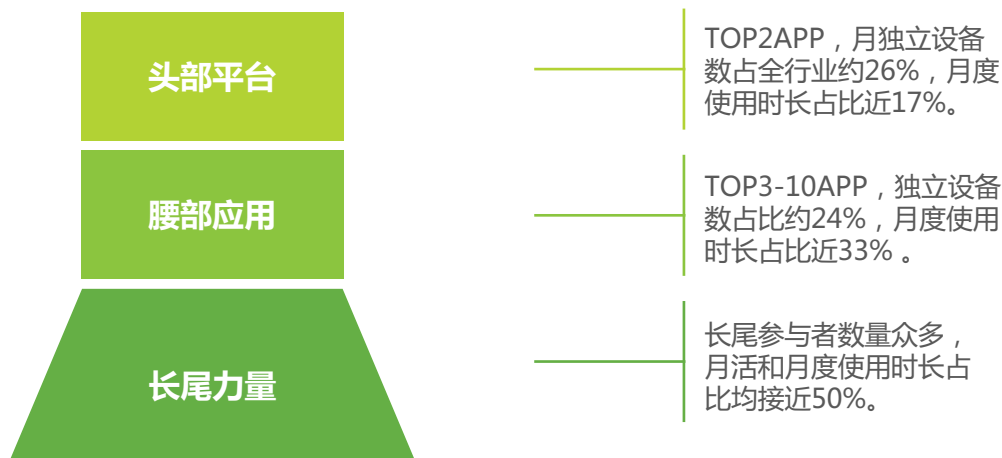 头部平台
TOP2APP，月独立设备
数占全行业约26%，月度
使用时长占比近17%。
腰部应用
TOP3-10APP，独立设备
数占比约24%，月度使用
时长占比近33% 。
长尾力量
长尾参与者数量众多，
月活和月度使用时长占
比均接近50%。